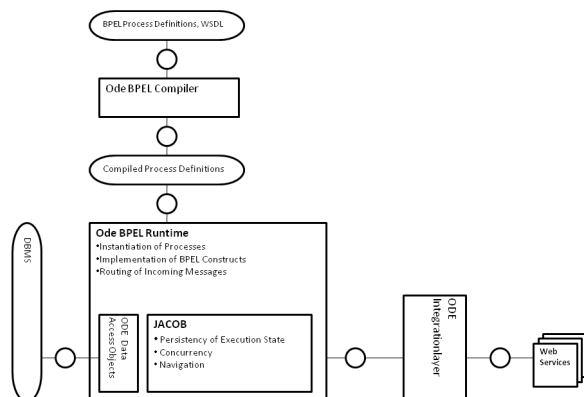 BPEL Process Definitions, WSDL
Ode BPEL Compiler
Compiled Process Definitions
DBMS
Ode BPEL Runtime
•Instantiation of Processes
•Implementation of BPEL Constructs
•Routing of Incoming Messages
ODE Data
Access Objects
JACOB
• Persistency of Execution State
• Concurrency
• Navigation
ODE
Integrationlayer
Web
Services